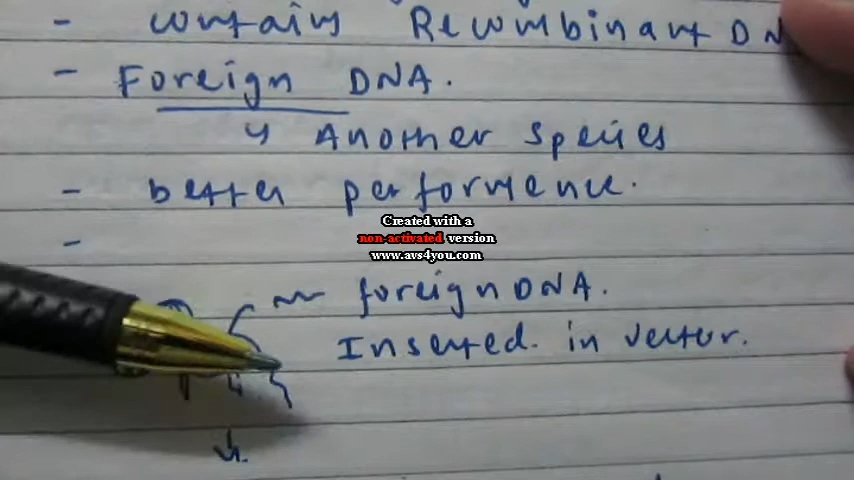 - contains Recombinant DN
- Foreign DNA.
↳ Another Species
- better performence.
Created with a
non-activated version
www.avs4you.com
-
foreign DNA.
Inserted. in vector.